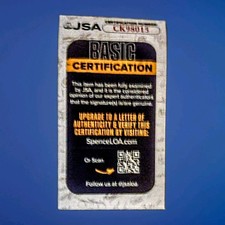 JSA CERTIFICATION NUMBER
CK98015
BASIC
CERTIFICATION
This item has been fully examined
by JSA, and it is the considered
opinion of our expert authenticators
that the signature(s) is/are genuine.
UPGRADE TO A LETTER OF
AUTHENTICITY & VERIFY THIS
CERTIFICATION BY VISITING:
SpenceLOA.com
Or Scan
Follow us at @jsaloa